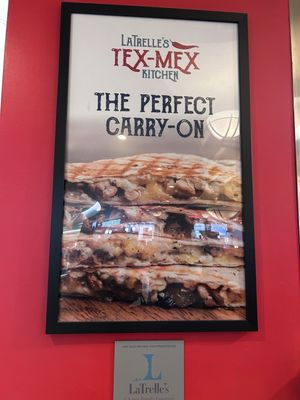 LATRELLE'S
TEX-MEX
KITCHEN
THE PERFECT
CARRY-ON
L
LaTrelle's